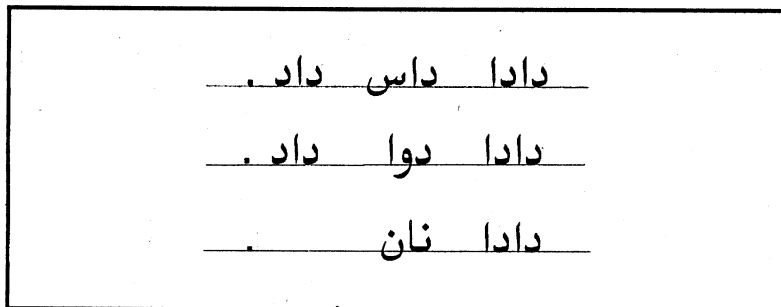 دادا داس داد .
دادا دوا داد .
دادا نان .